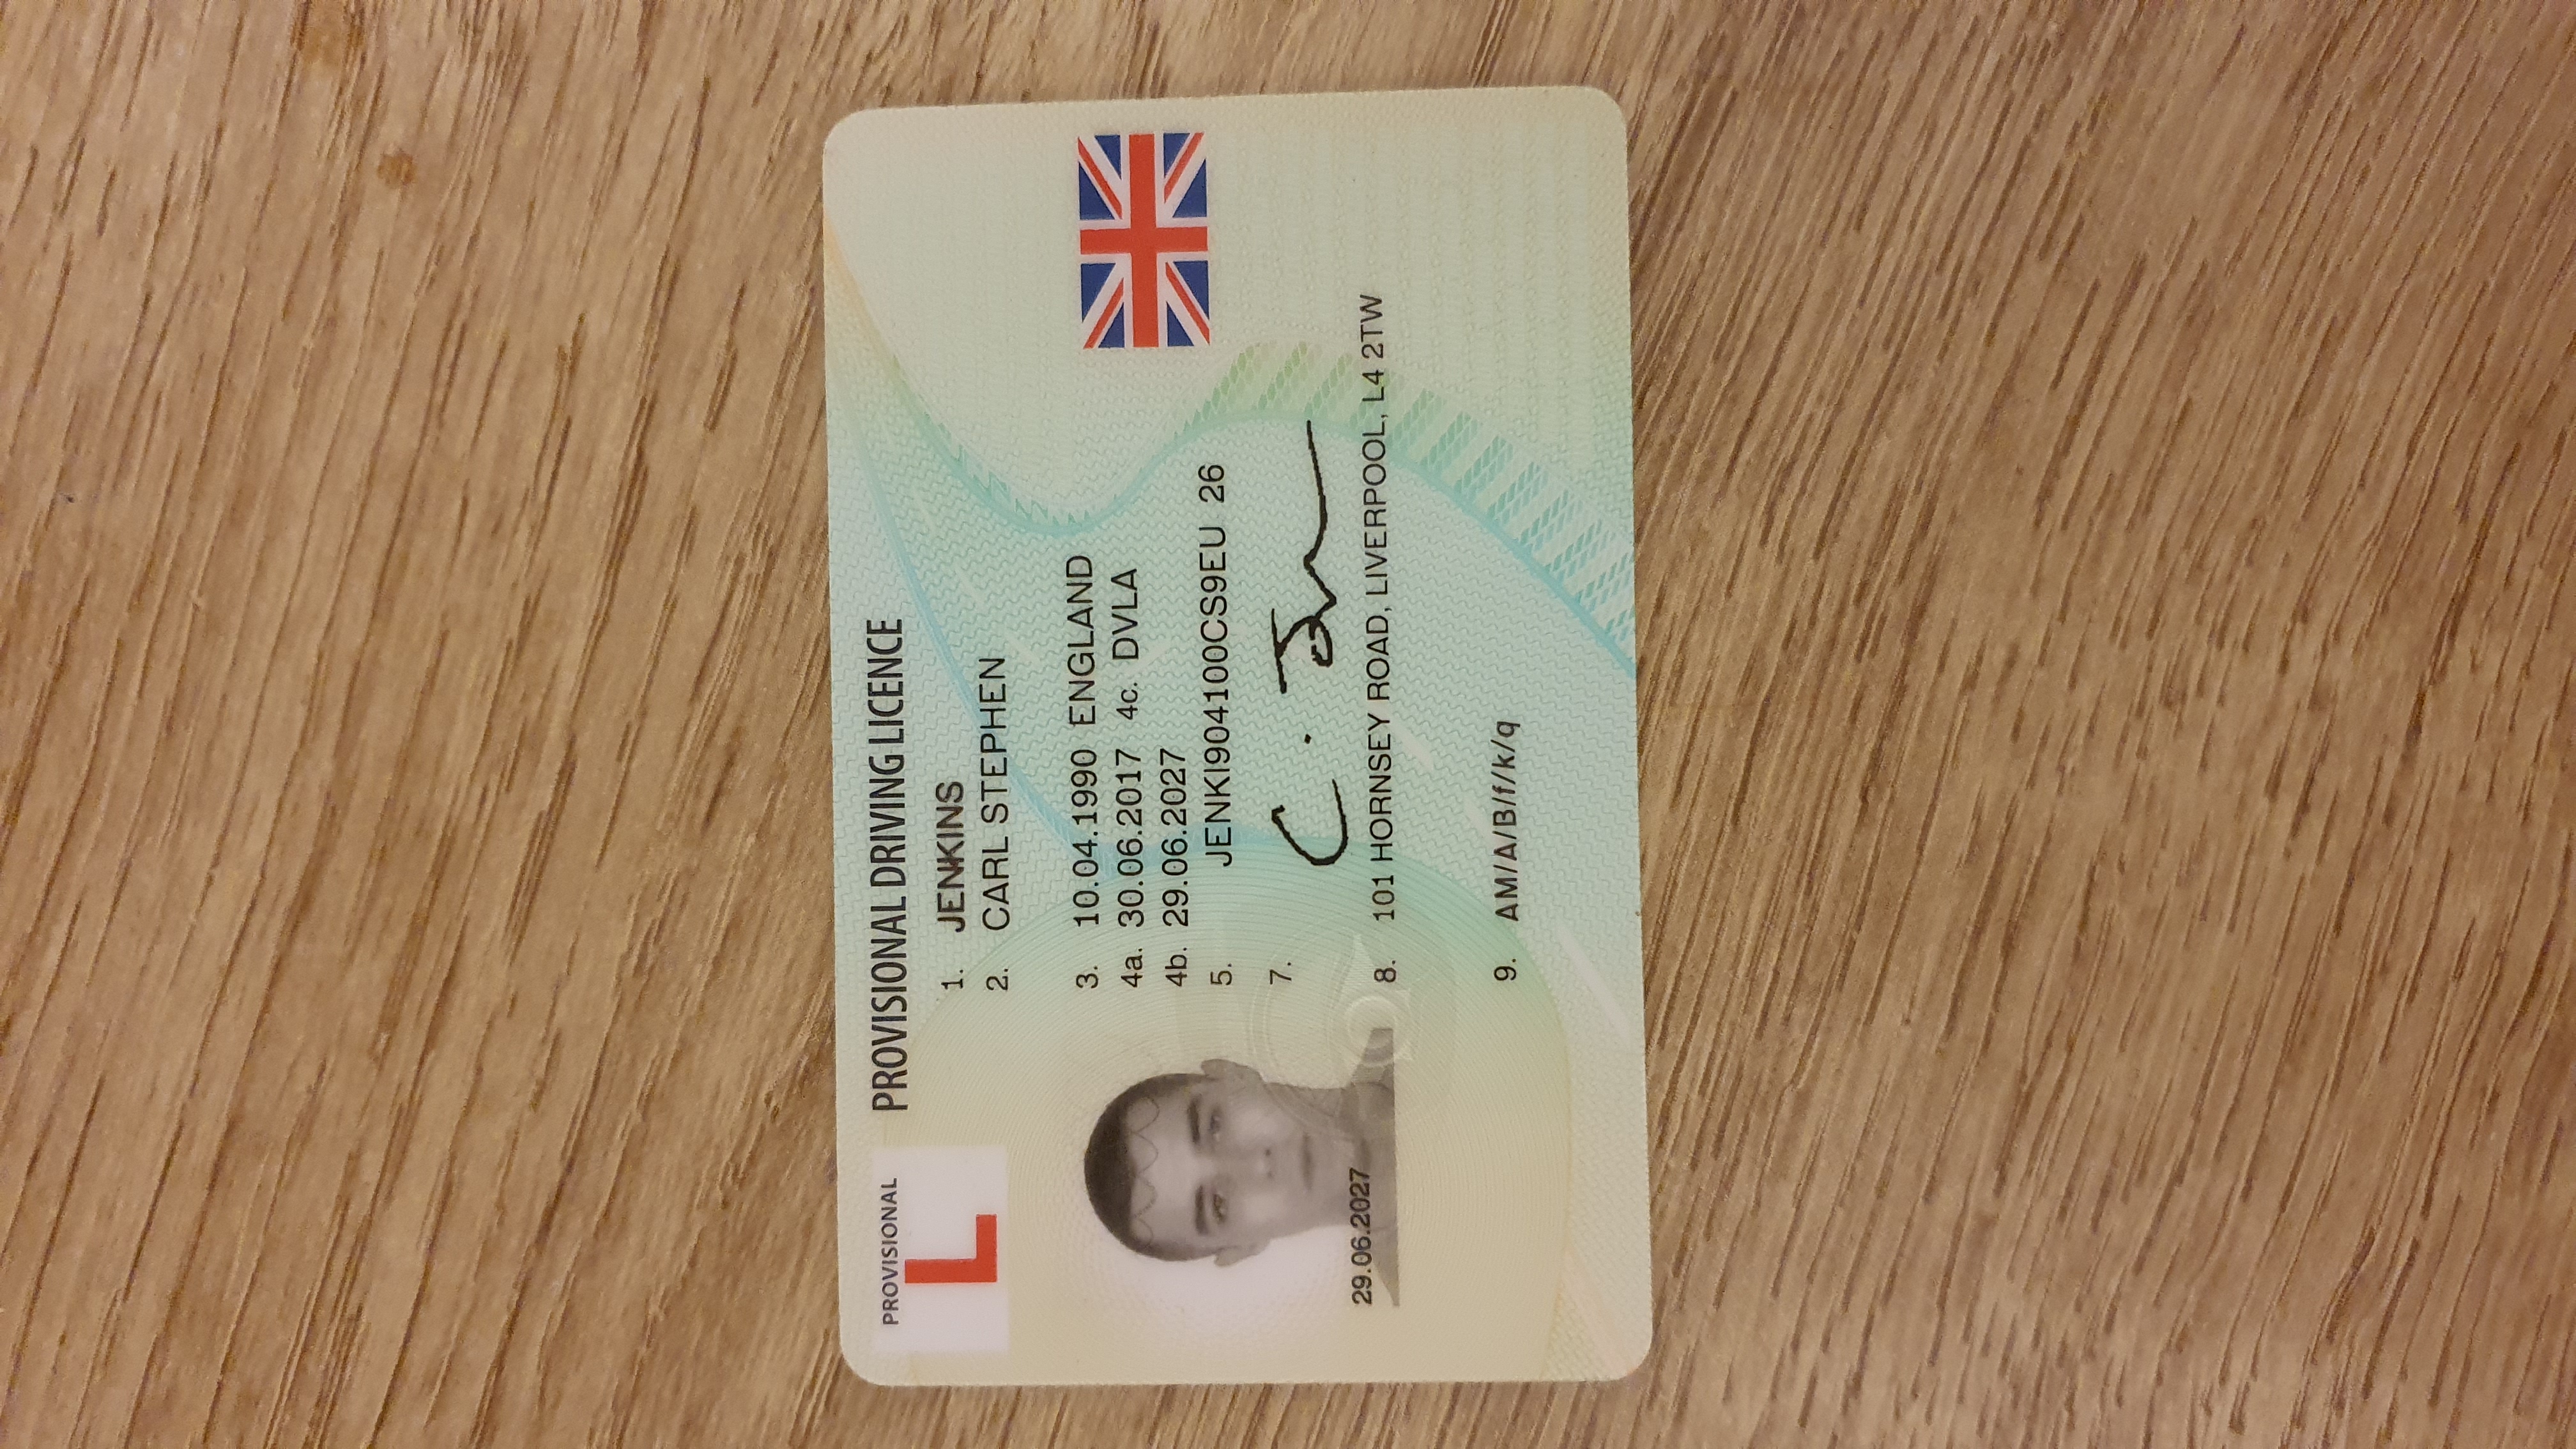 PROVISIONAL
L
PROVISIONAL DRIVING LICENCE
1. JENKINS
2. CARL STEPHEN
3. 10.04.1990 ENGLAND
4a. 30.06.2017 4c. DVLA
4b. 29.06.2027
5. JENKI904100CS9EU 26
7. C. Jen
29.06.2027
8. 101 HORNSEY ROAD, LIVERPOOL, L4 2TW
9. AM/A/B/f/k/q